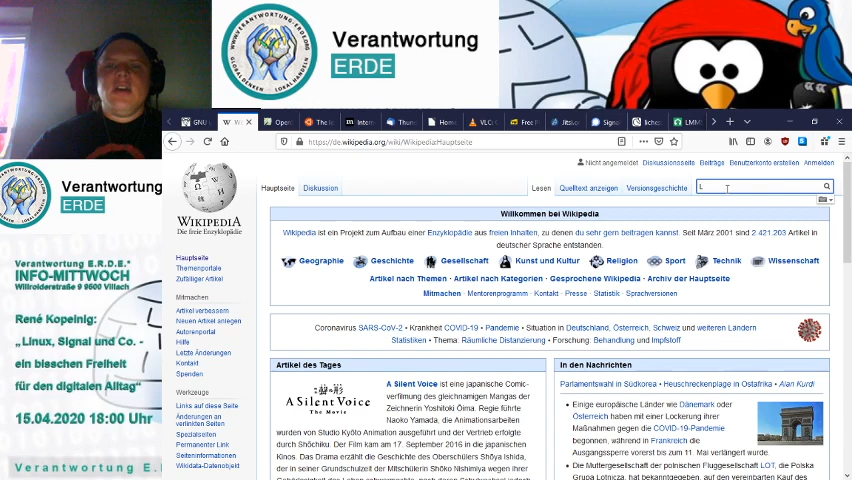 WWW.VERANTWORTUNG-ERDE.ORG
GLOBAL DENKEN LOKAL HANDELN
Verantwortung
ERDE
Verantwortung
ERDE
Verantwortung E.R.D.E.*
INFO-MITTWOCH
Willroiderstraße 9 9500 Villach
René Kopeinig:
„Linux, Signal und Co. -
ein bisschen Freiheit
für den digitalen Alltag“
15.04.2020 18:00 Uhr
Verantwortung E.
https://de.wikipedia.org/wiki/Wikipedia:Hauptseite
Nicht angemeldet Diskussionsseite Beiträge Benutzerkonto erstellen Anmelden
Hauptseite Diskussion Lesen Quelltext anzeigen Versionsgeschichte L
WIKIPEDIA
Die freie Enzyklopädie
Hauptseite
Themenportale
Zufälliger Artikel
Mitmachen
Artikel verbessern
Neuen Artikel anlegen
Autorenportal
Hilfe
Letzte Änderungen
Kontakt
Spenden
Werkzeuge
Links auf diese Seite
Änderungen an
verlinkten Seiten
Spezialseiten
Permanenter Link
Seiteninformationen
Wikidata-Datenobjekt
Willkommen bei Wikipedia
Wikipedia ist ein Projekt zum Aufbau einer Enzyklopädie aus freien Inhalten, zu denen du sehr gern beitragen kannst. Seit März 2001 sind 2.421.203 Artikel in
deutscher Sprache entstanden.
Geographie Geschichte Gesellschaft Kunst und Kultur Religion Sport Technik Wissenschaft
Artikel nach Themen • Artikel nach Kategorien • Gesprochene Wikipedia • Archiv der Hauptseite
Mitmachen • Mentorenprogramm • Kontakt • Presse • Statistik • Sprachversionen
Coronavirus SARS-CoV-2 • Krankheit COVID-19 • Pandemie • Situation in Deutschland, Österreich, Schweiz und weiteren Ländern
Statistiken • Thema: Räumliche Distanzierung • Forschung: Behandlung und Impfstoff
Artikel des Tages
A SILENT VOICE
The Movie
A Silent Voice ist eine japanische Comic-
verfilmung des gleichnamigen Mangas der
Zeichnerin Yoshitoki Ōima. Regie führte
Naoko Yamada, die Animationen
wurden von Studio Kyōto Animation ausgeführt und der Vertrieb erfolgte
durch Shōchiku. Der Film kam am 17. September 2016 in die japanischen
Kinos. Das Drama erzählt die Geschichte des Oberschülers Shōya Ishida,
der in seiner Grundschulzeit der Mitschülerin Shōko Nishimiya wegen ihrer
In den Nachrichten
Parlamentswahl in Südkorea • Heuschreckenplage in Ostafrika • Alan Kurdi
Einige europäische Länder wie Dänemark oder
Österreich haben mit einer Lockerung ihrer
Maßnahmen gegen die COVID-19-Pandemie
begonnen, während in Frankreich die
Ausgangssperre vorerst bis zum 11. Mai verlängert wurde.
Die Muttergesellschaft der polnischen Fluggesellschaft LOT, die Polska
Grupa Lotnicza, hat bekanntgegeben, auf den vereinbarten Kauf des